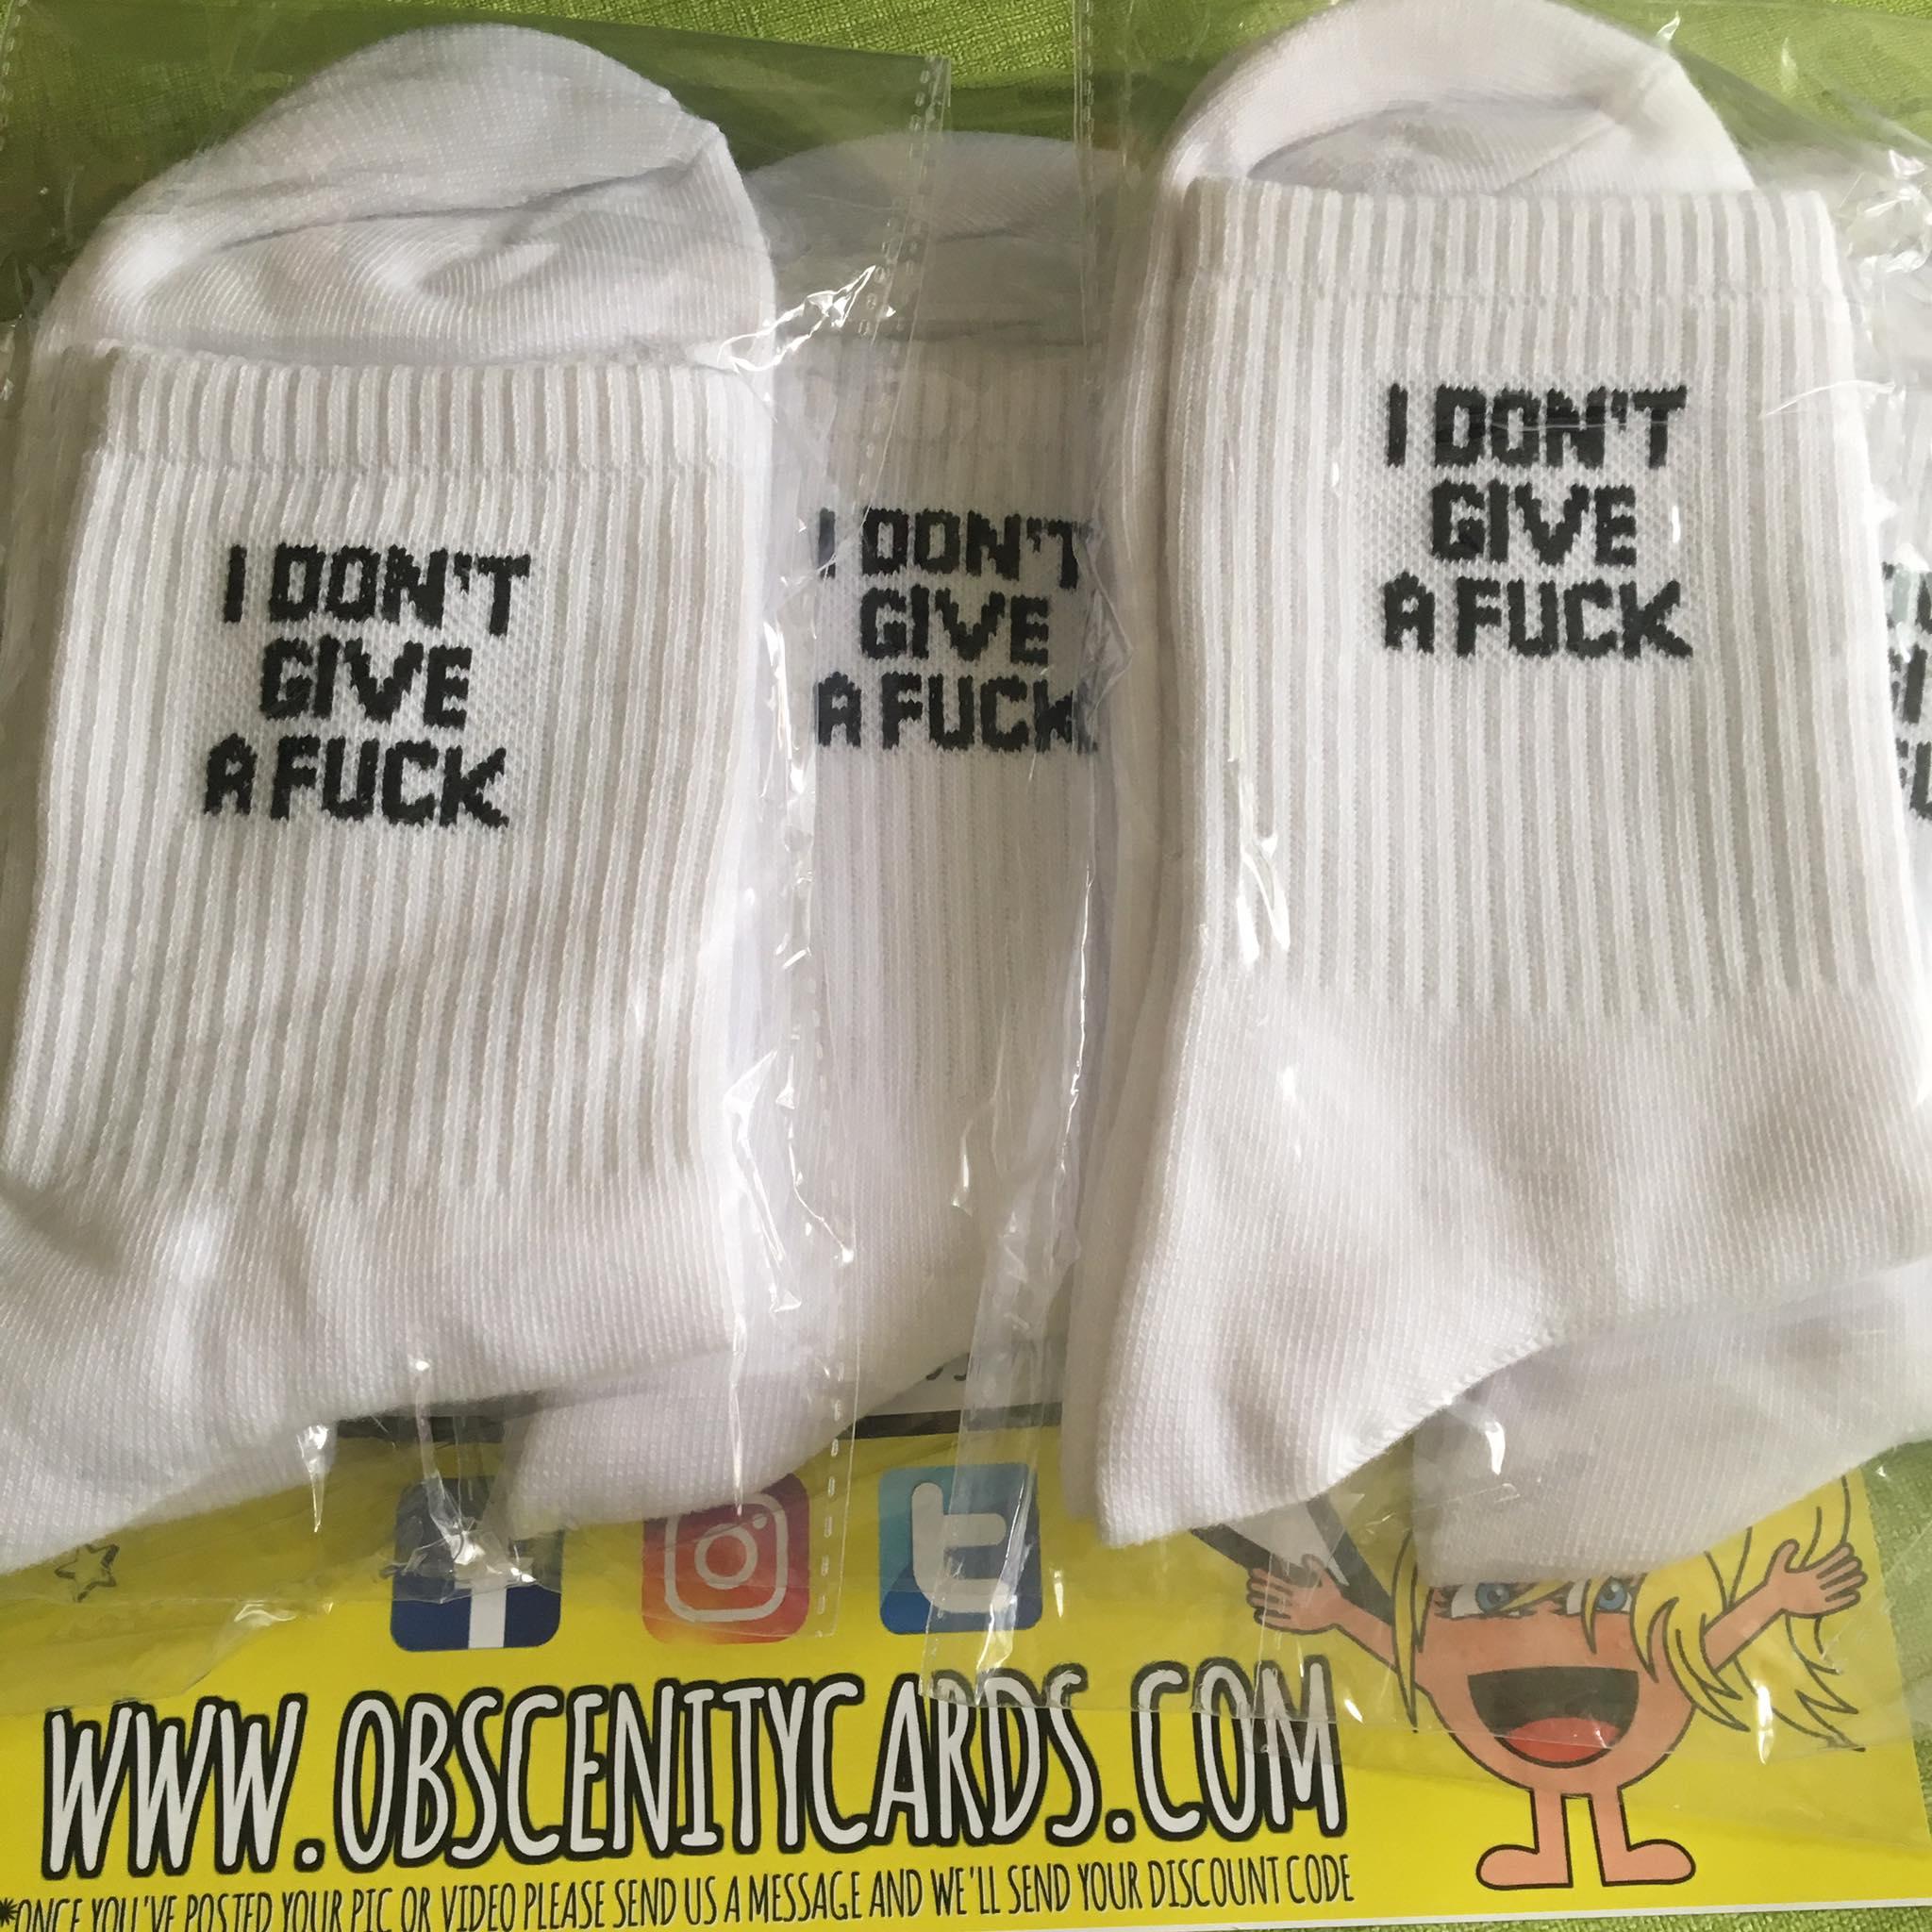 I DON'T
GIVE
A FUCK
I DON'T
GIVE
A FUCK
I DON'T
GIVE
A FUCK
WWW.OBSCENITYCARDS.COM
*ONCE YOU'VE POSTED YOUR PIC OR VIDEO PLEASE SEND US A MESSAGE AND WE'LL SEND YOUR DISCOUNT CODE